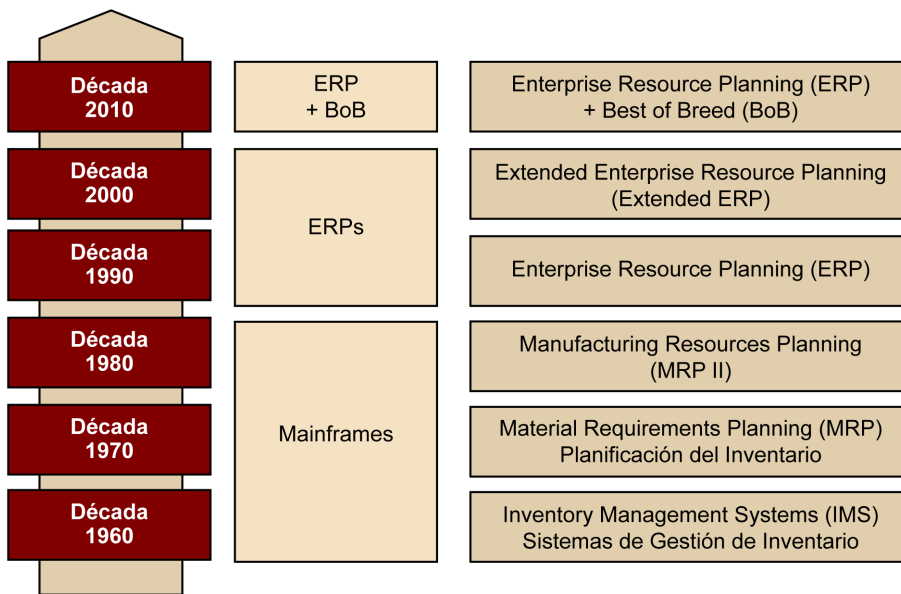 Década
2010
ERP
+ BoB
Enterprise Resource Planning (ERP)
+ Best of Breed (BoB)
Década
2000
ERPs
Extended Enterprise Resource Planning
(Extended ERP)
Década
1990
Enterprise Resource Planning (ERP)
Década
1980
Mainframes
Manufacturing Resources Planning
(MRP II)
Década
1970
Material Requirements Planning (MRP)
Planificación del Inventario
Década
1960
Inventory Management Systems (IMS)
Sistemas de Gestión de Inventario